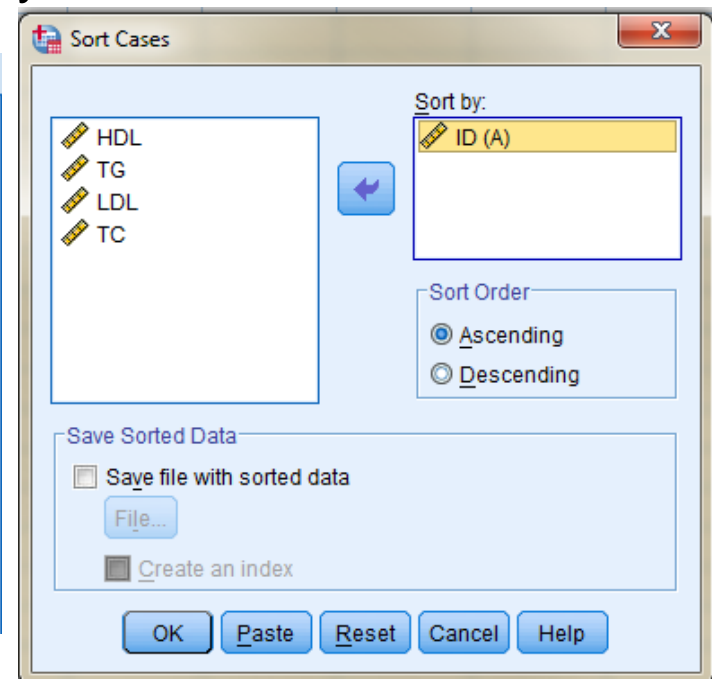 Sort Cases
HDL
TG
LDL
TC
Sort by:
ID (A)
Sort Order
Ascending
Descending
Save Sorted Data
Save file with sorted data
File...
Create an index
OK Paste Reset Cancel Help